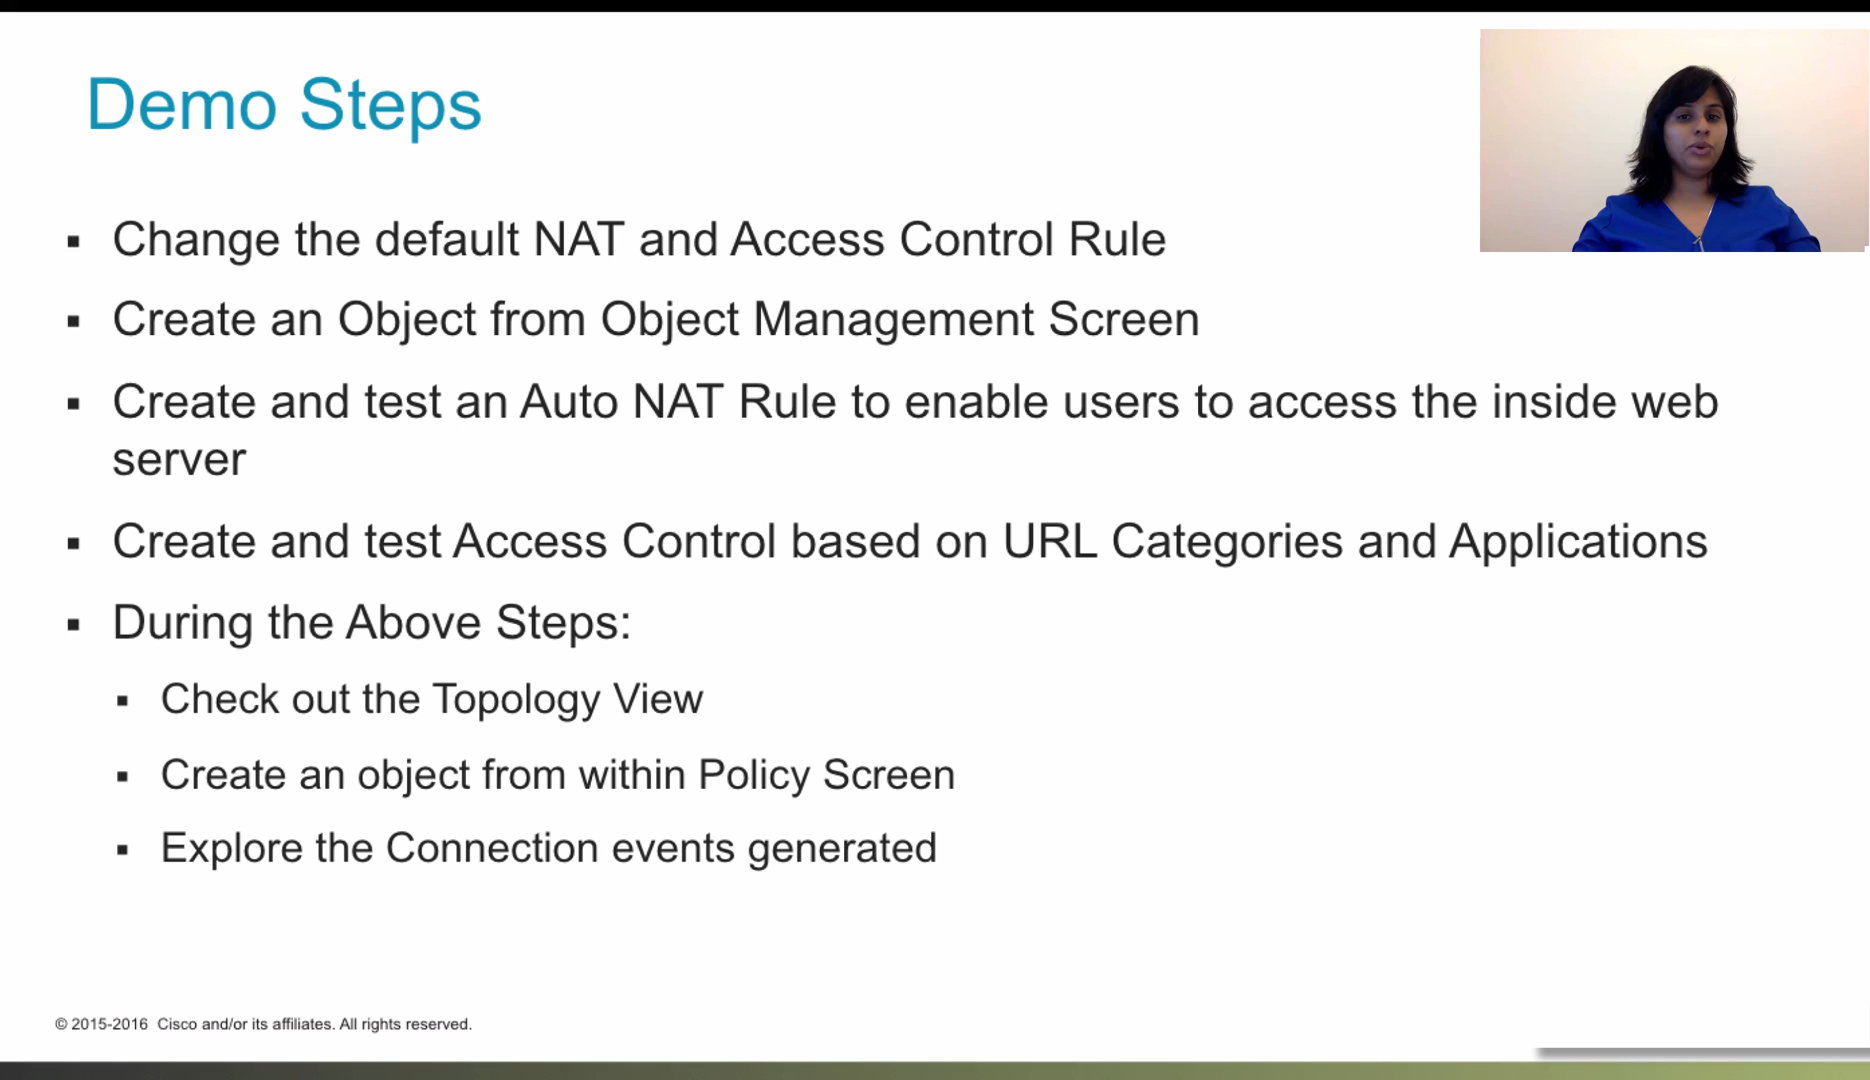 Demo Steps
▪ Change the default NAT and Access Control Rule
▪ Create an Object from Object Management Screen
▪ Create and test an Auto NAT Rule to enable users to access the inside web
server
▪ Create and test Access Control based on URL Categories and Applications
▪ During the Above Steps:
▪ Check out the Topology View
▪ Create an object from within Policy Screen
▪ Explore the Connection events generated
© 2015-2016 Cisco and/or its affiliates. All rights reserved.